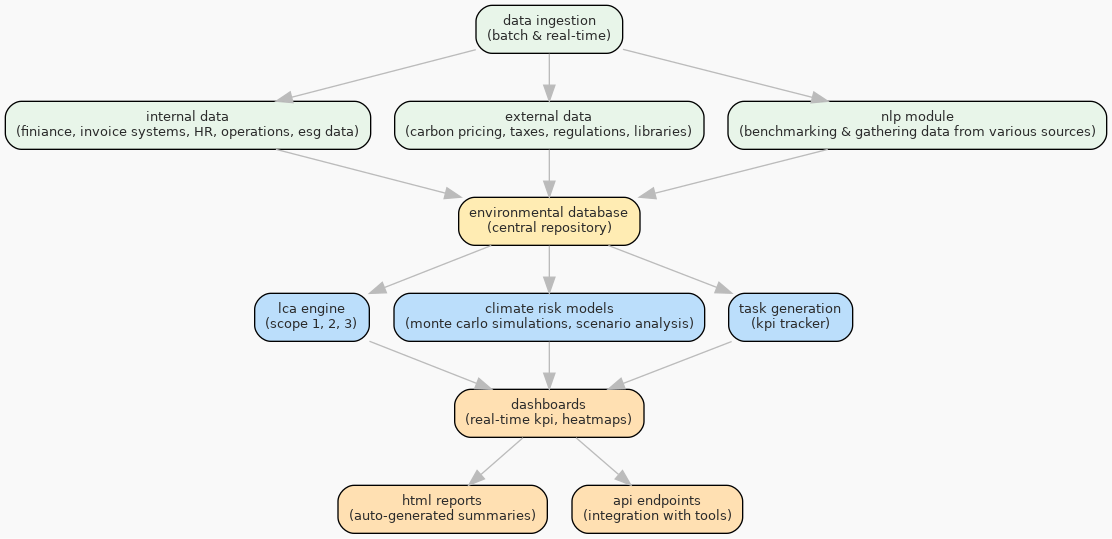 data ingestion
(batch & real-time)
internal data
(finiance, invoice systems, HR, operations, esg data)
external data
(carbon pricing, taxes, regulations, libraries)
nlp module
(benchmarking & gathering data from various sources)
environmental database
(central repository)
lca engine
(scope 1, 2, 3)
climate risk models
(monte carlo simulations, scenario analysis)
task generation
(kpi tracker)
dashboards
(real-time kpi, heatmaps)
html reports
(auto-generated summaries)
api endpoints
(integration with tools)